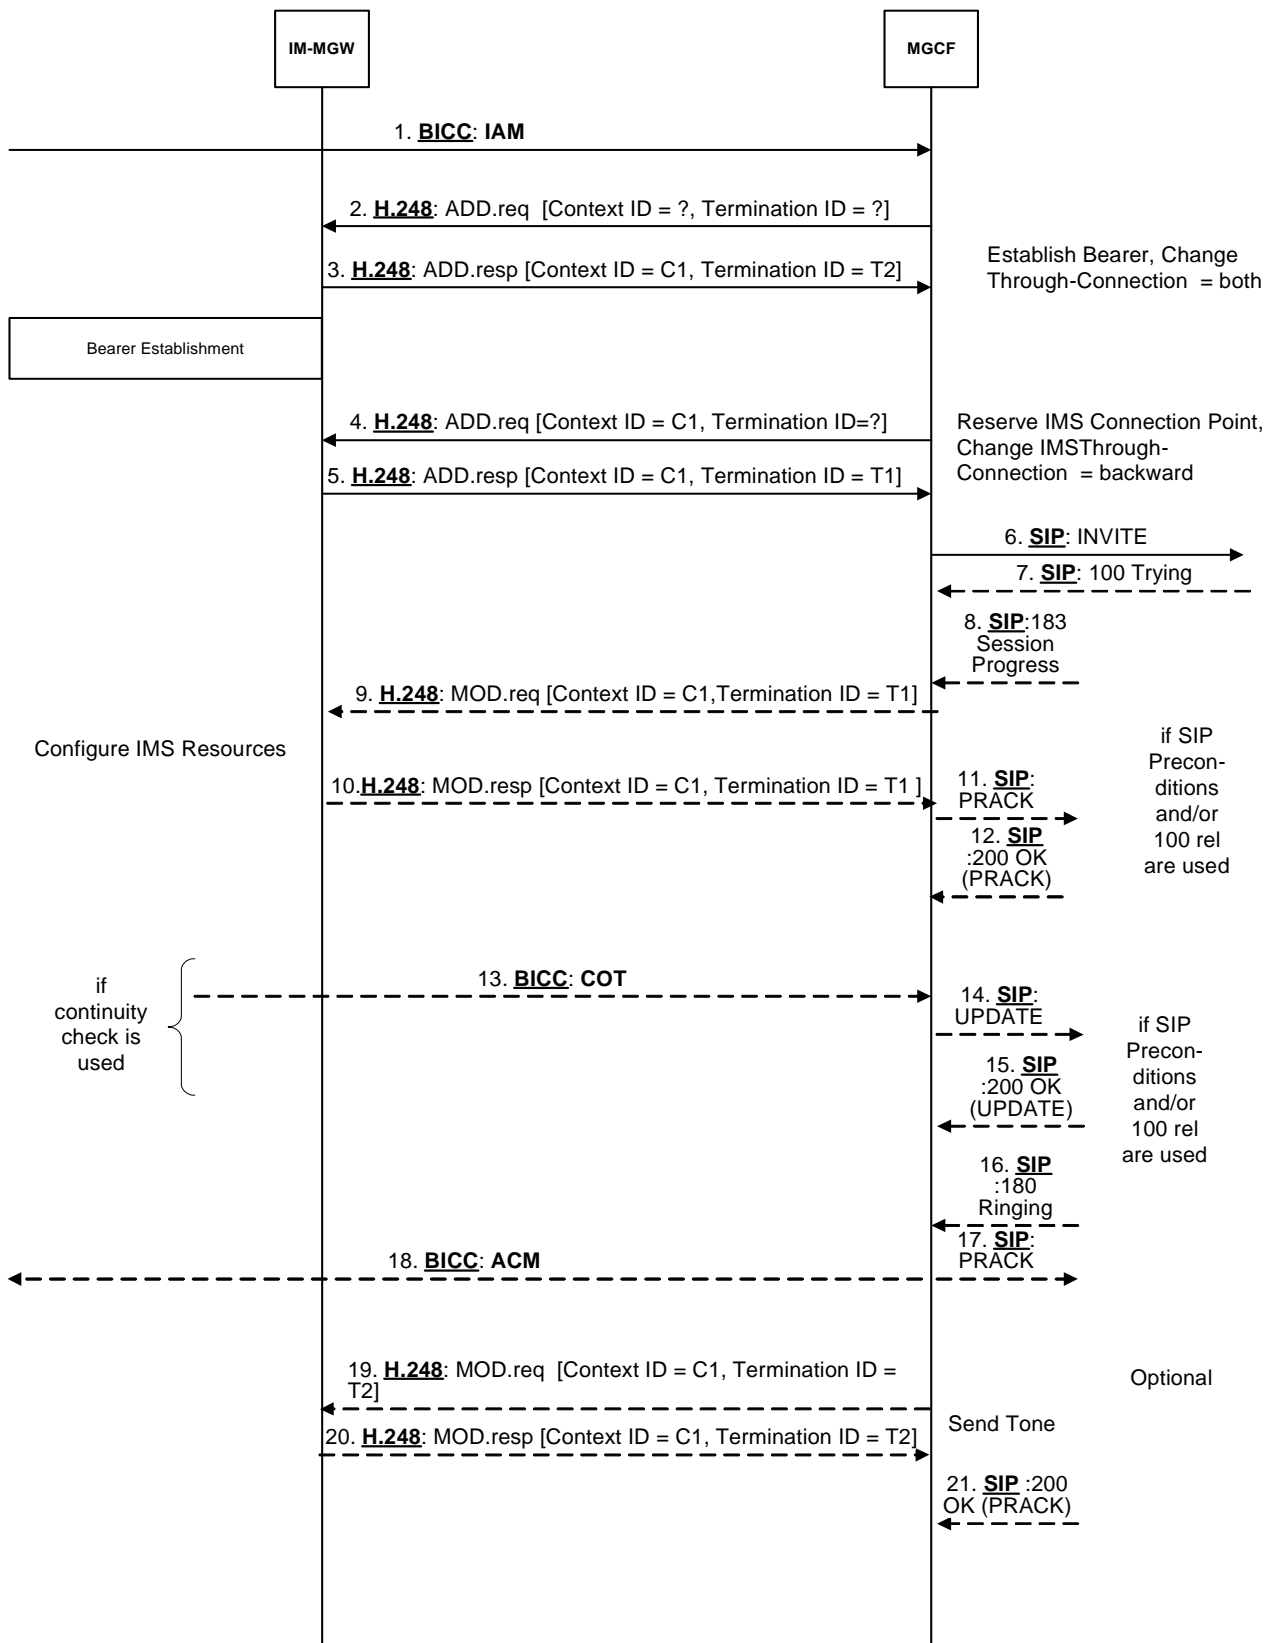 IM-MGW
MGCF
1. BICC: IAM
2. H.248: ADD.req [Context ID = ?, Termination ID = ?]
3. H.248: ADD.resp [Context ID = C1, Termination ID = T2]
Establish Bearer, Change
Through-Connection = both
Bearer Establishment
4. H.248: ADD.req [Context ID = C1, Termination ID=?]
5. H.248: ADD.resp [Context ID = C1, Termination ID = T1]
Reserve IMS Connection Point,
Change IMSThrough-
Connection = backward
6. SIP: INVITE
7. SIP: 100 Trying
8. SIP:183
Session
Progress
9. H.248: MOD.req [Context ID = C1,Termination ID = T1]
Configure IMS Resources
10.H.248: MOD.resp [Context ID = C1, Termination ID = T1 ]
11. SIP:
PRACK
12. SIP
:200 OK
(PRACK)
if SIP
Precon-
ditions
and/or
100 rel
are used
if
continuity
check is
used
13. BICC: COT
14. SIP:
UPDATE
15. SIP
:200 OK
(UPDATE)
if SIP
Precon-
ditions
and/or
100 rel
are used
16. SIP
:180
Ringing
17. SIP:
PRACK
18. BICC: ACM
19. H.248: MOD.req [Context ID = C1, Termination ID =
T2]
Optional
Send Tone
20. H.248: MOD.resp [Context ID = C1, Termination ID = T2]
21. SIP :200
OK (PRACK)